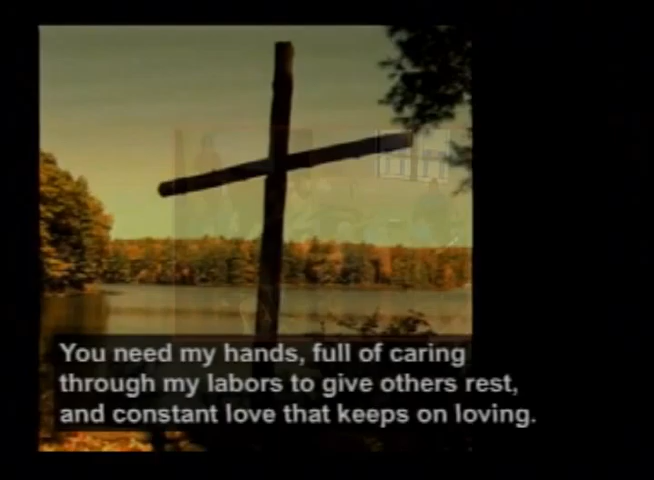 You need my hands, full of caring
through my labors to give others rest,
and constant love that keeps on loving.